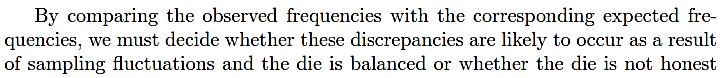 By comparing the observed frequencies with the corresponding expected fre-
quencies, we must decide whether these discrepancies are likely to occur as a result
of sampling fluctuations and the die is balanced or whether the die is not honest